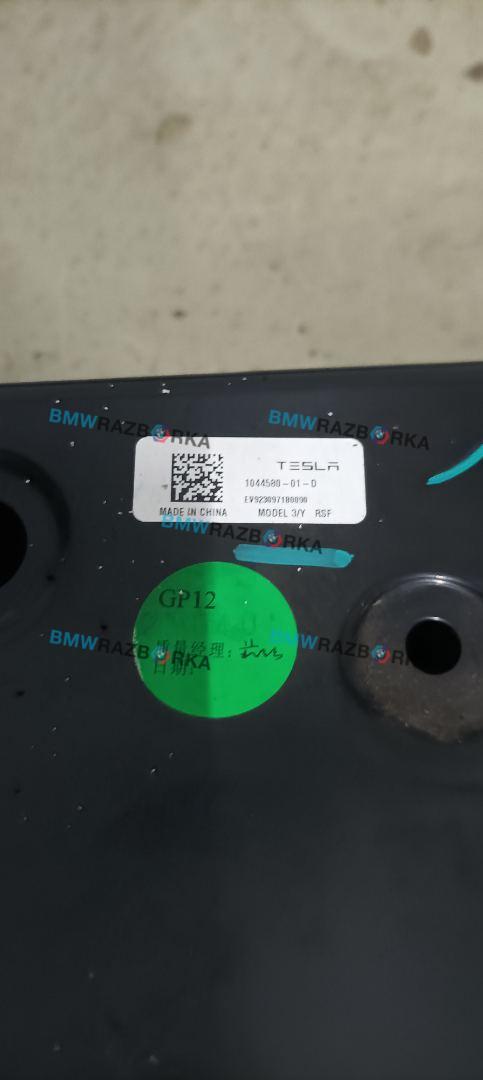 BMWRAZBORKA
BMWRAZBORKA
TESLA
1044580-01-D
EV923097180090
MADE IN CHINA
MODEL 3/Y RSF
BMWRAZBORKA
GP12
质量经理:
日期:
BMWRAZBORKA
BMWRAZBORKA